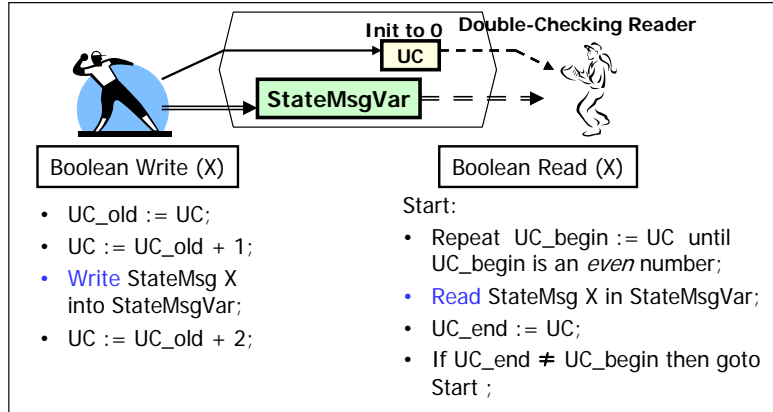 Init to 0 Double-Checking Reader
UC
StateMsgVar
Boolean Write (X)
• UC_old := UC;
• UC := UC_old + 1;
• Write StateMsg X
into StateMsgVar;
• UC := UC_old + 2;
Boolean Read (X)
Start:
• Repeat UC_begin := UC until
UC_begin is an even number;
• Read StateMsg X in StateMsgVar;
• UC_end := UC;
• If UC_end ≠ UC_begin then goto
Start ;